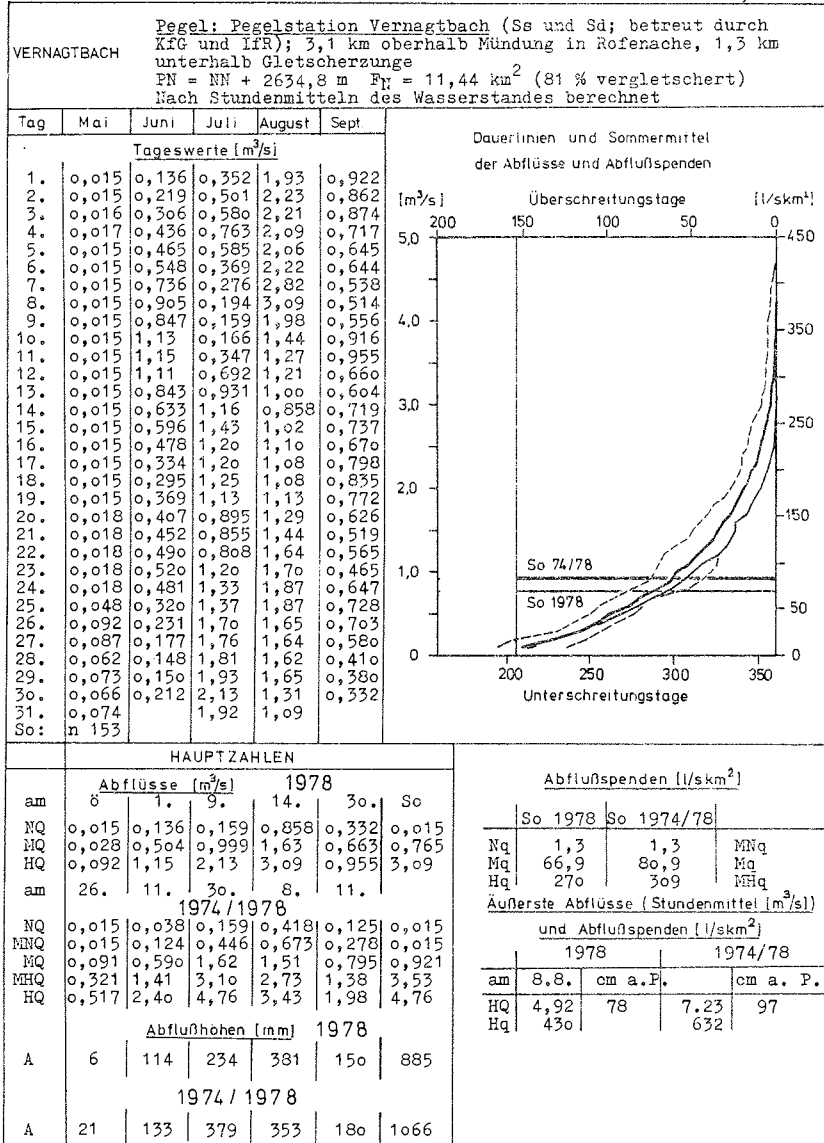 VERNAGTBACH
Pegel: Pegelstation Vernagtbach (Ss und Sd; betreut durch
KfG und IfR); 3,1 km oberhalb Mündung in Rofenache, 1,3 km
unterhalb Gletscherzunge
PN = NN + 2634,8 m FN = 11,44 km² (81 % vergletschert)
Nach Stundenmitteln des Wasserstandes berechnet
Tag Mai Juni Juli August Sept.
Tageswerte [m³/s]
1. 0,015 0,136 0,352 1,93 0,922
2. 0,015 0,219 0,501 2,23 0,862
3. 0,016 0,306 0,580 2,21 0,874
4. 0,017 0,436 0,763 2,09 0,717
5. 0,015 0,465 0,585 2,06 0,645
6. 0,015 0,548 0,369 2,22 0,644
7. 0,015 0,736 0,276 2,82 0,538
8. 0,015 0,905 0,194 3,09 0,514
9. 0,015 0,847 0,159 1,98 0,556
10. 0,015 1,13 0,166 1,44 0,916
11. 0,015 1,15 0,347 1,27 0,955
12. 0,015 1,11 0,692 1,21 0,660
13. 0,015 0,843 0,931 1,00 0,604
14. 0,015 0,633 1,16 0,858 0,719
15. 0,015 0,596 1,43 1,02 0,737
16. 0,015 0,478 1,20 1,10 0,670
17. 0,015 0,334 1,20 1,08 0,798
18. 0,015 0,295 1,25 1,08 0,835
19. 0,015 0,369 1,13 1,13 0,772
20. 0,018 0,407 0,895 1,29 0,626
21. 0,018 0,452 0,855 1,44 0,519
22. 0,018 0,490 0,808 1,64 0,565
23. 0,018 0,520 1,20 1,70 0,465
24. 0,018 0,481 1,33 1,87 0,647
25. 0,048 0,320 1,37 1,87 0,728
26. 0,092 0,231 1,70 1,65 0,703
27. 0,087 0,177 1,76 1,64 0,580
28. 0,062 0,148 1,81 1,62 0,410
29. 0,073 0,150 1,93 1,65 0,380
30. 0,066 0,212 2,13 1,31 0,332
31. 0,074 1,92 1,09
So: n 153
Dauerlinien und Sommermittel
der Abflüsse und Abflußspenden
[m³/s] Überschreitungstage [l/skm²]
200 150 100 50 0
5,0 450
4,0 350
3,0 250
2,0 150
So 74/78
1,0 50
So 1978
0 0
200 250 300 350
Unterschreitungstage
HAUPTZAHLEN
Abflüsse [m³/s] 1978
am ö 1. 9. 14. 30. So
NQ 0,015 0,136 0,159 0,858 0,332 0,015
MQ 0,028 0,504 0,999 1,63 0,663 0,765
HQ 0,092 1,15 2,13 3,09 0,955 3,09
am 26. 11. 30. 8. 11.
1974/1978
NQ 0,015 0,038 0,159 0,418 0,125 0,015
MNQ 0,015 0,124 0,446 0,673 0,278 0,015
MQ 0,091 0,590 1,62 1,51 0,795 0,921
MHQ 0,321 1,41 3,10 2,73 1,38 3,53
HQ 0,517 2,40 4,76 3,43 1,98 4,76
Abflußhöhen [mm] 1978
A 6 114 234 381 150 885
1974 / 1978
A 21 133 379 353 180 1066
Abflußspenden [l/skm²]
So 1978 So 1974/78
Nq 1,3 1,3 MNq
Mq 66,9 80,9 Mq
Hq 270 309 MHq
Äußerste Abflüsse (Stundenmittel [m³/s])
und Abflußspenden [l/skm²]
1978 1974/78
am 8.8. cm a.P. cm a. P.
HQ 4,92 78 7.23 97
Hq 430 632